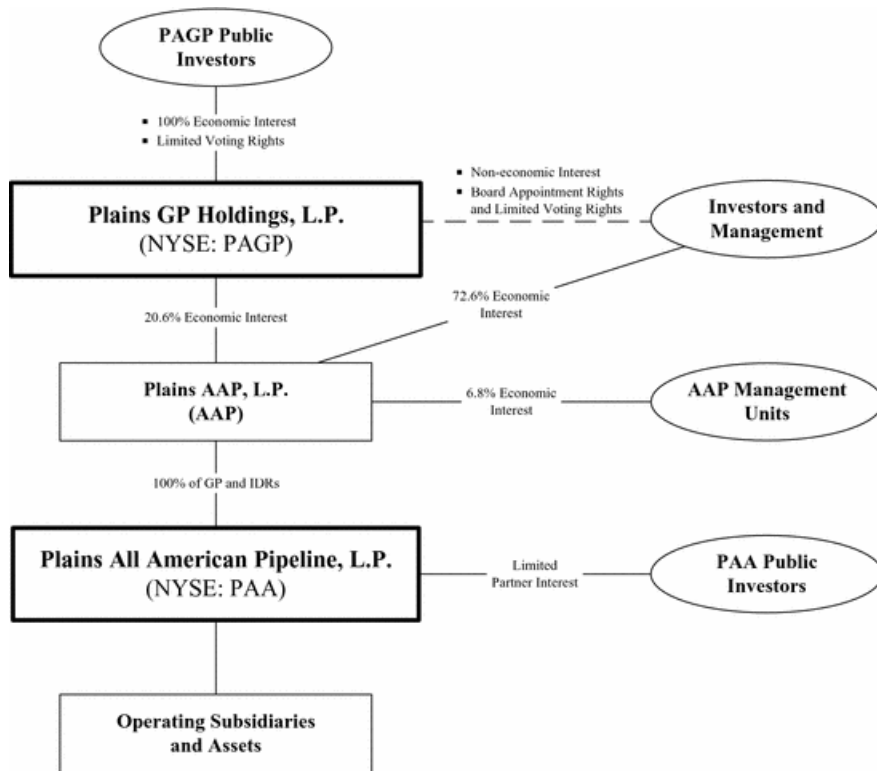 PAGP Public
Investors
▪ 100% Economic Interest
▪ Limited Voting Rights
▪ Non-economic Interest
▪ Board Appointment Rights
and Limited Voting Rights
Plains GP Holdings, L.P.
(NYSE: PAGP)
Investors and
Management
20.6% Economic Interest
72.6% Economic
Interest
Plains AAP, L.P.
(AAP)
6.8% Economic
Interest
AAP Management
Units
100% of GP and IDRs
Plains All American Pipeline, L.P.
(NYSE: PAA)
Limited
Partner Interest
PAA Public
Investors
Operating Subsidiaries
and Assets